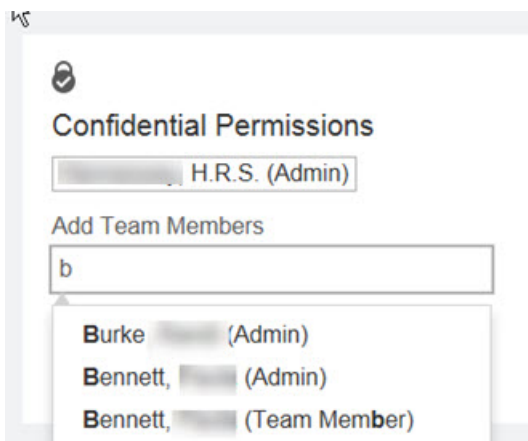 Confidential Permissions
H.R.S. (Admin)
Add Team Members
b
Burke (Admin)
Bennett, (Admin)
Bennett, (Team Member)